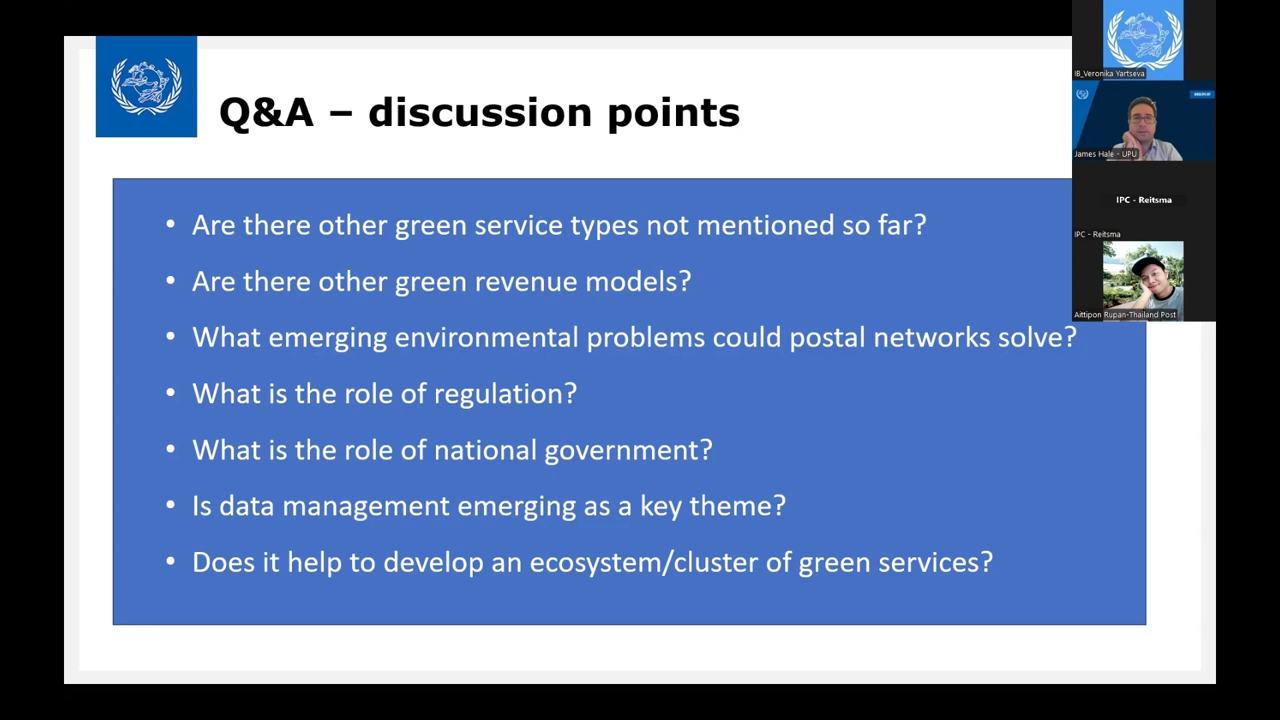 Q&A – discussion points
• Are there other green service types not mentioned so far?
• Are there other green revenue models?
• What emerging environmental problems could postal networks solve?
• What is the role of regulation?
• What is the role of national government?
• Is data management emerging as a key theme?
• Does it help to develop an ecosystem/cluster of green services?
IB_Veronika Yartseva
James Hale - UPU
IPC - Reitsma
IPC - Reitsma
Aittipon Rupan-Thailand Post